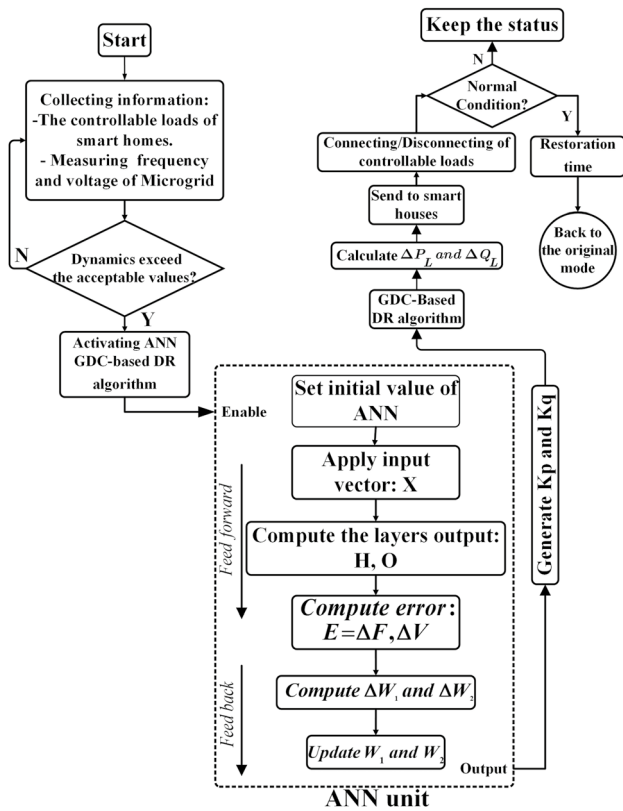 Start
Collecting information:
-The controllable loads of
smart homes.
- Measuring frequency
and voltage of Microgrid
Dynamics exceed
the acceptable values?
N
Y
Activating ANN
GDC-based DR
algorithm
Enable
Set initial value of
ANN
Apply input
vector: X
Compute the layers output:
H, O
Compute error:
E=ΔF,ΔV
Compute ΔW₁ and ΔW₂
Update W₁ and W₂
Feed forward
Feed back
Output
ANN unit
Generate Kp and Kq
GDC-Based
DR algorithm
Calculate ΔP_L and ΔQ_L
Send to smart
houses
Connecting/Disconnecting of
controllable loads
Normal
Condition?
N
Keep the status
Y
Restoration
time
Back to
the original
mode